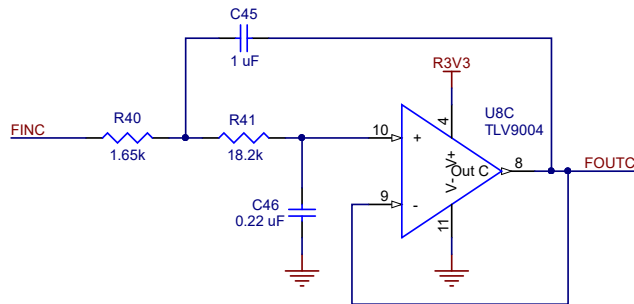 C45
1 uF
R3V3
R40
R41
U8C
TLV9004
FINC
1.65k
18.2k
10
+
4
V+
Out C
8
FOUTC
9
-
V-
11
C46
0.22 uF